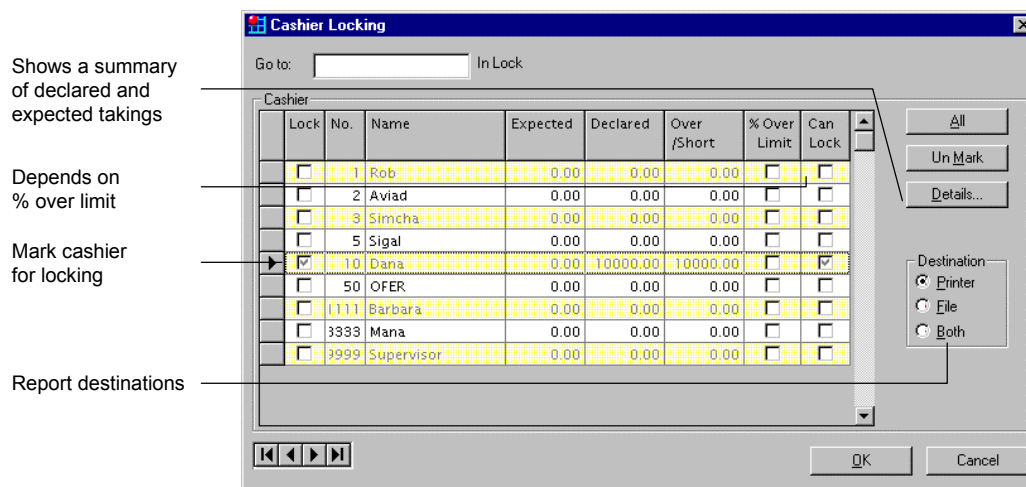 Cashier Locking
Go to: In Lock
Shows a summary
of declared and
expected takings
Depends on
% over limit
Mark cashier
for locking
Report destinations
Cashier
Lock No. Name Expected Declared Over /Short % Over Limit Can Lock
1 Rob 0.00 0.00 0.00
2 Aviad 0.00 0.00 0.00
3 Simcha 0.00 0.00 0.00
5 Sigal 0.00 0.00 0.00
10 Dana 0.00 10000.00 10000.00
50 OFER 0.00 0.00 0.00
1111 Barbara 0.00 0.00 0.00
3333 Mana 0.00 0.00 0.00
9999 Supervisor 0.00 0.00 0.00
All
Un Mark
Details...
Destination
Printer
File
Both
OK Cancel